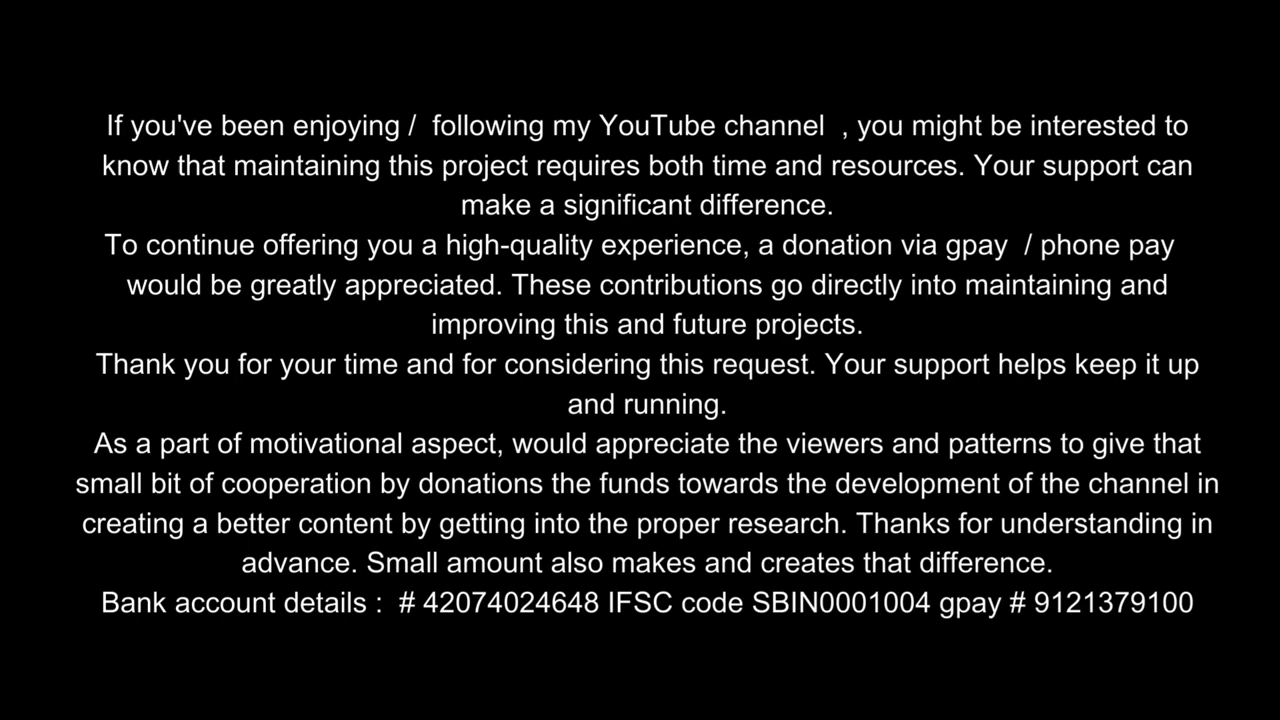 If you've been enjoying /  following my YouTube channel  , you might be interested to
know that maintaining this project requires both time and resources. Your support can
make a significant difference.
To continue offering you a high-quality experience, a donation via gpay  / phone pay
would be greatly appreciated. These contributions go directly into maintaining and
improving this and future projects.
Thank you for your time and for considering this request. Your support helps keep it up
and running.
As a part of motivational aspect, would appreciate the viewers and patterns to give that
small bit of cooperation by donations the funds towards the development of the channel in
creating a better content by getting into the proper research. Thanks for understanding in
advance. Small amount also makes and creates that difference.
Bank account details :  # 42074024648 IFSC code SBIN0001004 gpay # 9121379100